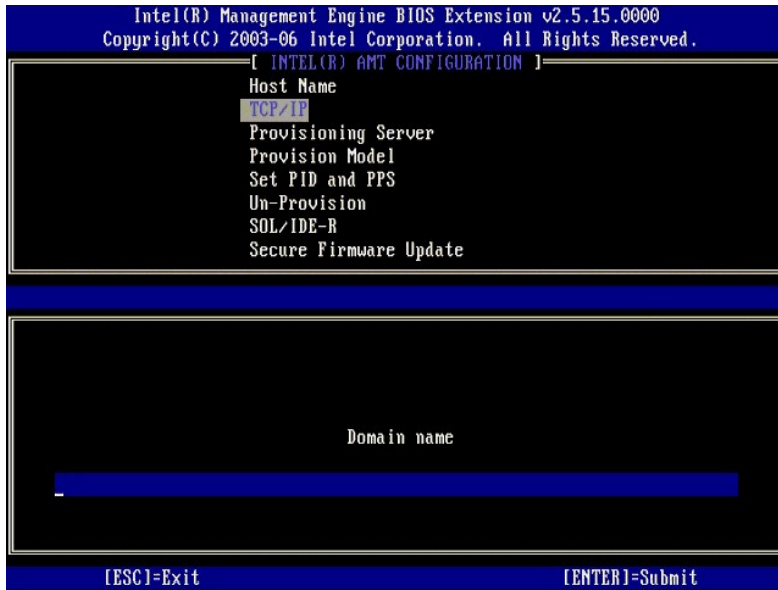 Intel(R) Management Engine BIOS Extension v2.5.15.0000
Copyright(C) 2003-06 Intel Corporation. All Rights Reserved.
[ INTEL(R) AMT CONFIGURATION ]
Host Name
TCP/IP
Provisioning Server
Provision Model
Set PID and PPS
Un-Provision
SOL/IDE-R
Secure Firmware Update
Domain name
[ESC]=Exit [ENTER]=Submit